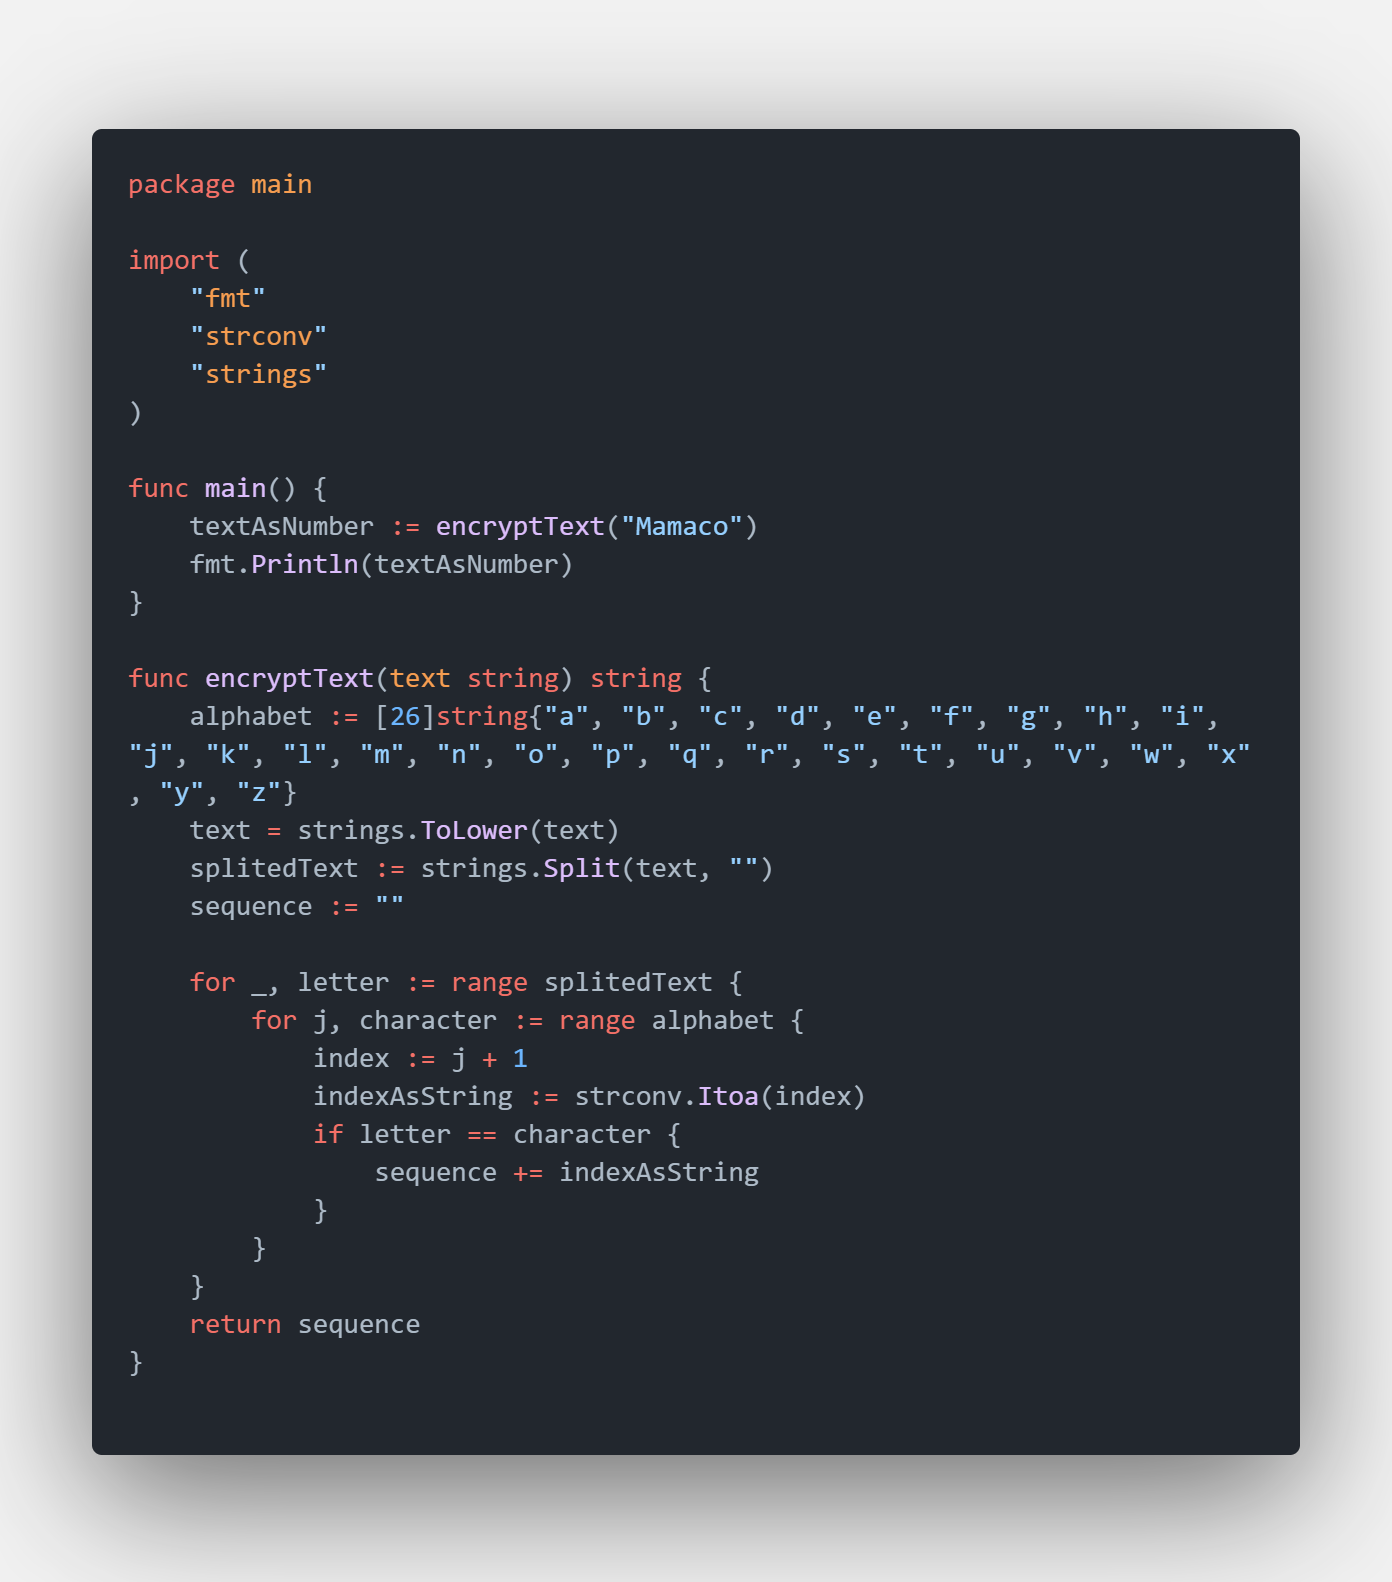 package main

import (
    "fmt"
    "strconv"
    "strings"
)

func main() {
    textAsNumber := encryptText("Mamaco")
    fmt.Println(textAsNumber)
}

func encryptText(text string) string {
    alphabet := [26]string{"a", "b", "c", "d", "e", "f", "g", "h", "i",
"j", "k", "l", "m", "n", "o", "p", "q", "r", "s", "t", "u", "v", "w", "x"
, "y", "z"}
    text = strings.ToLower(text)
    splitedText := strings.Split(text, "")
    sequence := ""

    for _, letter := range splitedText {
        for j, character := range alphabet {
            index := j + 1
            indexAsString := strconv.Itoa(index)
            if letter == character {
                sequence += indexAsString
            }
        }
    }
    return sequence
}